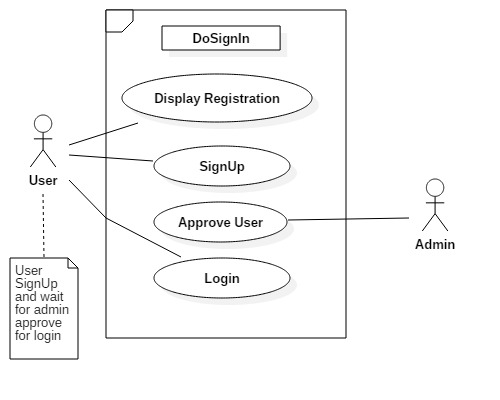 DoSignIn
Display Registration
SignUp
User
Approve User
Admin
Login
User
SignUp
and wait
for admin
approve
for login